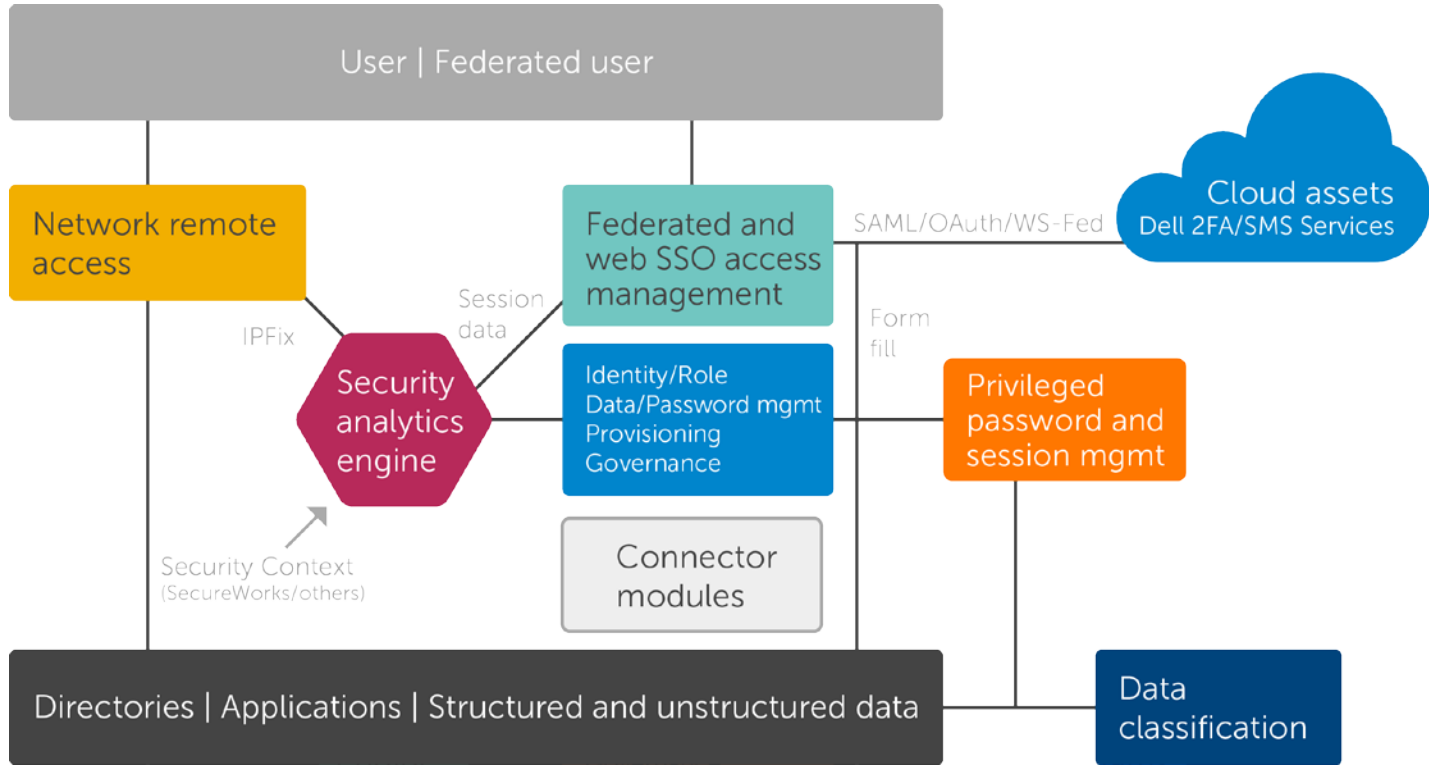 User | Federated user
Network remote
access
Federated and
web SSO access
management
SAML/OAuth/WS-Fed
Cloud assets
Dell 2FA/SMS Services
IPFix
Session
data
Form
fill
Security
analytics
engine
Identity/Role
Data/Password mgmt
Provisioning
Governance
Privileged
password and
session mgmt
Security Context
(SecureWorks/others)
Connector
modules
Directories | Applications | Structured and unstructured data
Data
classification